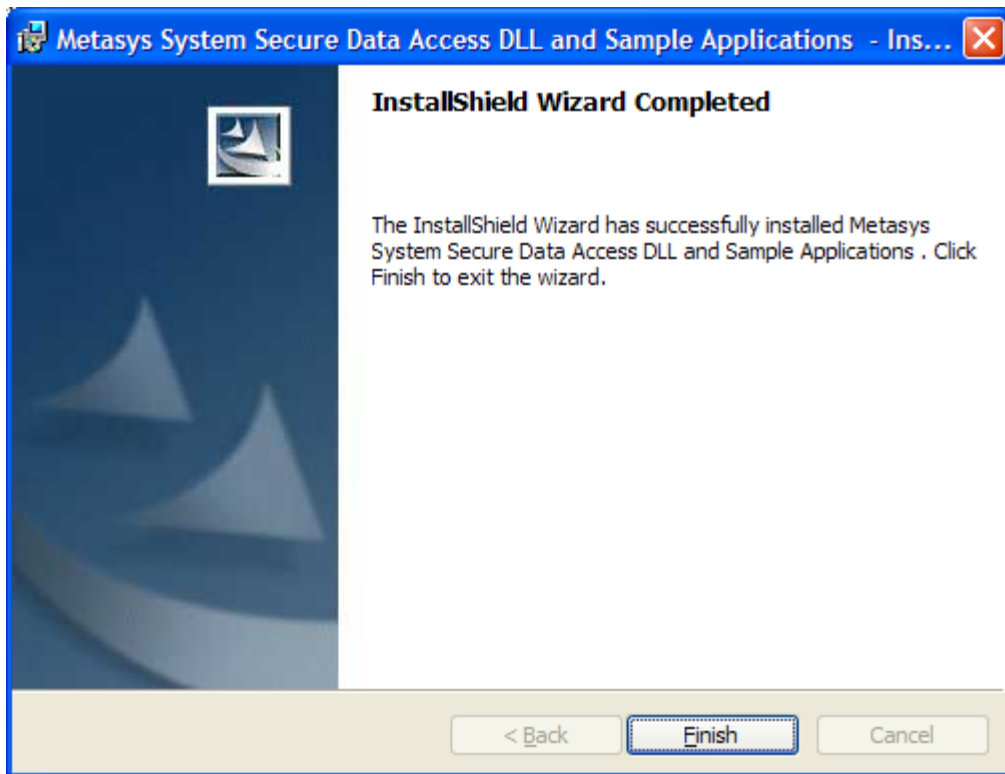 Metasys System Secure Data Access DLL and Sample Applications - Ins...
InstallShield Wizard Completed
The InstallShield Wizard has successfully installed Metasys
System Secure Data Access DLL and Sample Applications . Click
Finish to exit the wizard.
< Back
Finish
Cancel